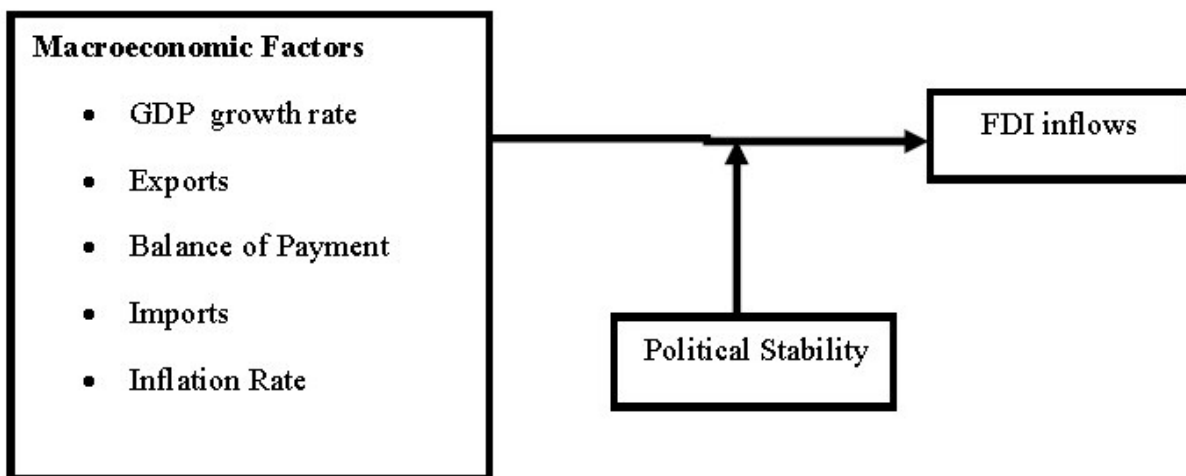 Macroeconomic Factors
• GDP growth rate
• Exports
• Balance of Payment
• Imports
• Inflation Rate
FDI inflows
Political Stability